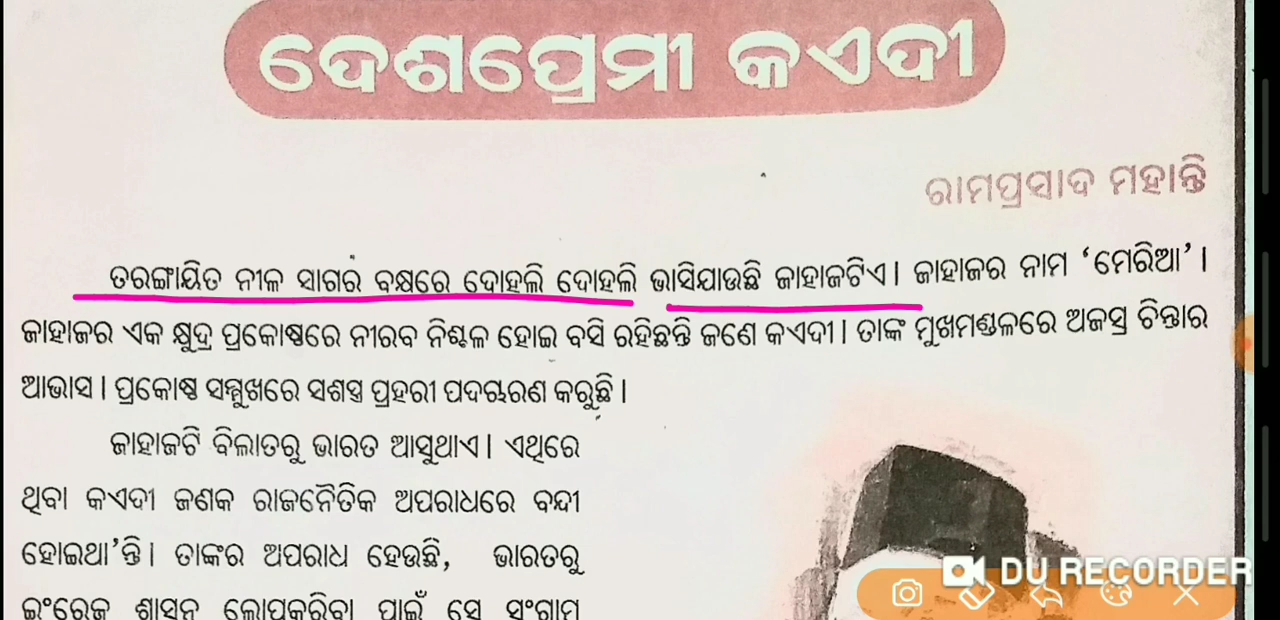 ଦେଶପ୍ରେମୀ କଏଦୀ
ରାମପ୍ରସାଦ ମହାନ୍ତି
ତରଙ୍ଗାୟିତ ନୀଳ ସାଗର ବକ୍ଷରେ ଦୋହଲି ଦୋହଲି ଭାସିଯାଉଛି ଜାହାଜଟିଏ। ଜାହାଜର ନାମ ‘ମେରିଆ’।
ଜାହାଜର ଏକ କ୍ଷୁଦ୍ର ପ୍ରକୋଷ୍ଠରେ ନୀରବ ନିଶ୍ଚଳ ହୋଇ ବସି ରହିଛନ୍ତି ଜଣେ କଏଦୀ। ତାଙ୍କ ମୁଖମଣ୍ଡଳରେ ଅଜସ୍ର ଚିନ୍ତାର
ଆଭାସ। ପ୍ରକୋଷ୍ଠ ସମ୍ମୁଖରେ ସଶସ୍ତ୍ର ପ୍ରହରୀ ପଦଚ୍ଚାରଣ କରୁଛି।
ଜାହାଜଟି ବିଲାତରୁ ଭାରତ ଆସୁଥାଏ। ଏଥିରେ
ଥିବା କଏଦୀ ଜଣକ ରାଜନୈତିକ ଅପରାଧରେ ବନ୍ଦୀ
ହୋଇଥା’ନ୍ତି। ତାଙ୍କର ଅପରାଧ ହେଉଛି, ଭାରତରୁ
ଇଂରେଜ ଶାସନ ଲୋପକରିବା ପାଇଁ ସେ ସଂଗ୍ରାମ
DU RECORDER